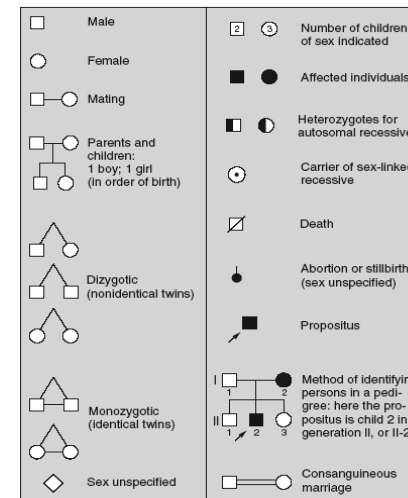 Male
Female
Mating
Parents and
children:
1 boy; 1 girl
(in order of birth)
Dizygotic
(nonidentical twins)
Monozygotic
(identical twins)
Sex unspecified
2 3 Number of children
of sex indicated
Affected individuals
Heterozygotes for
autosomal recessive
Carrier of sex-linke
recessive
Death
Abortion or stillbirth
(sex unspecified)
Propositus
I
1 2
II
1 2 3
Method of identifyin
persons in a pedi-
gree: here the pro-
positus is child 2 in
generation II, or II-2
Consanguineous
marriage